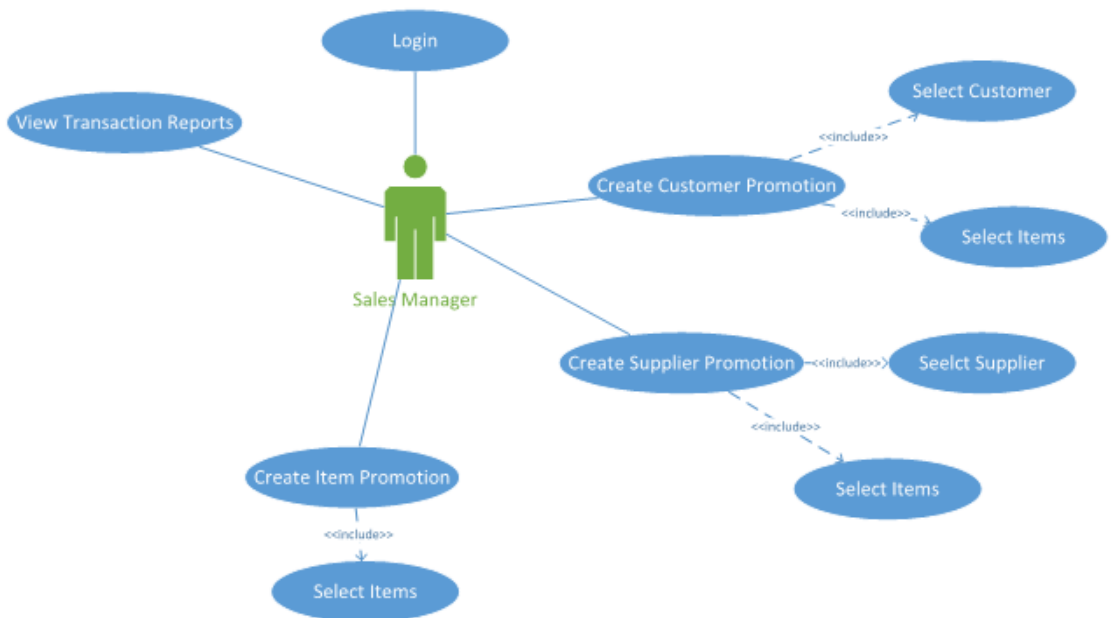 Login
Select Customer
View Transaction Reports
<<include>>
Create Customer Promotion
<<include>>
Select Items
Sales Manager
Create Supplier Promotion
<<include>>
Seelct Supplier
<<include>>
Create Item Promotion
Select Items
<<include>>
Select Items